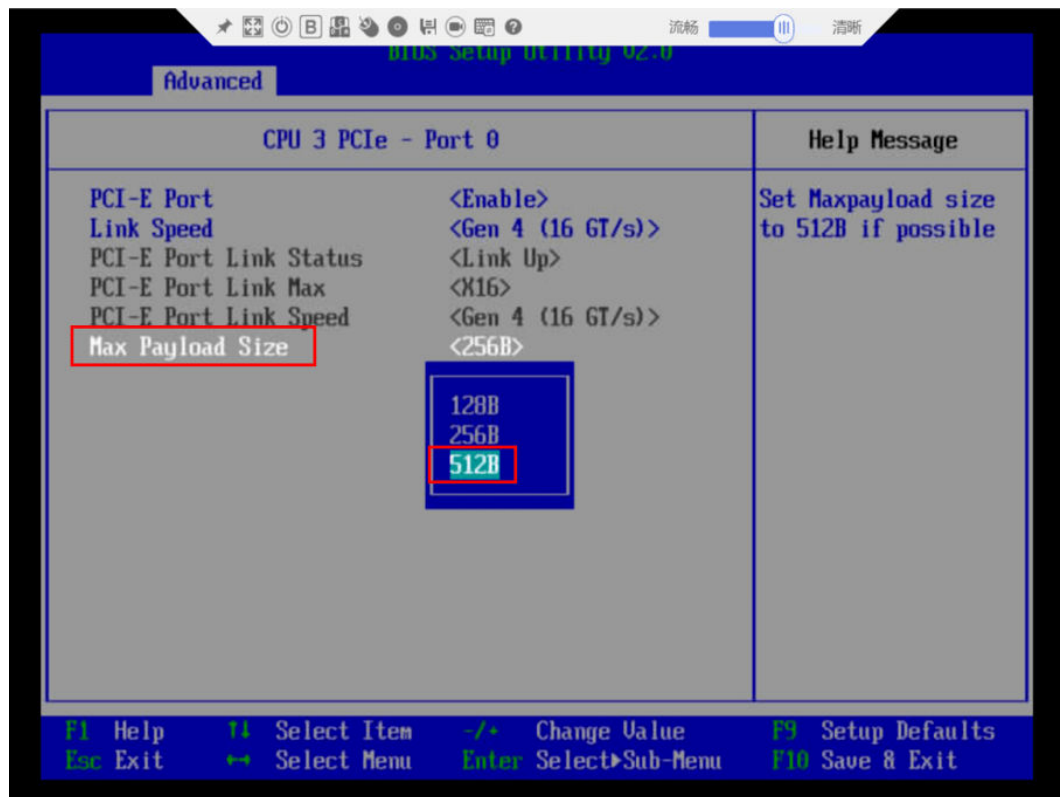 流畅 清晰
BIOS Setup Utility V2.0
Advanced
CPU 3 PCIe - Port 0
Help Message
PCI-E Port <Enable>
Link Speed <Gen 4 (16 GT/s)>
PCI-E Port Link Status <Link Up>
PCI-E Port Link Max <X16>
PCI-E Port Link Speed <Gen 4 (16 GT/s)>
Max Payload Size <256B>
128B
256B
512B
Set Maxpayload size
to 512B if possible
F1 Help ↑↓ Select Item -/+ Change Value F9 Setup Defaults
Esc Exit ←→ Select Menu Enter Select▶Sub-Menu F10 Save & Exit